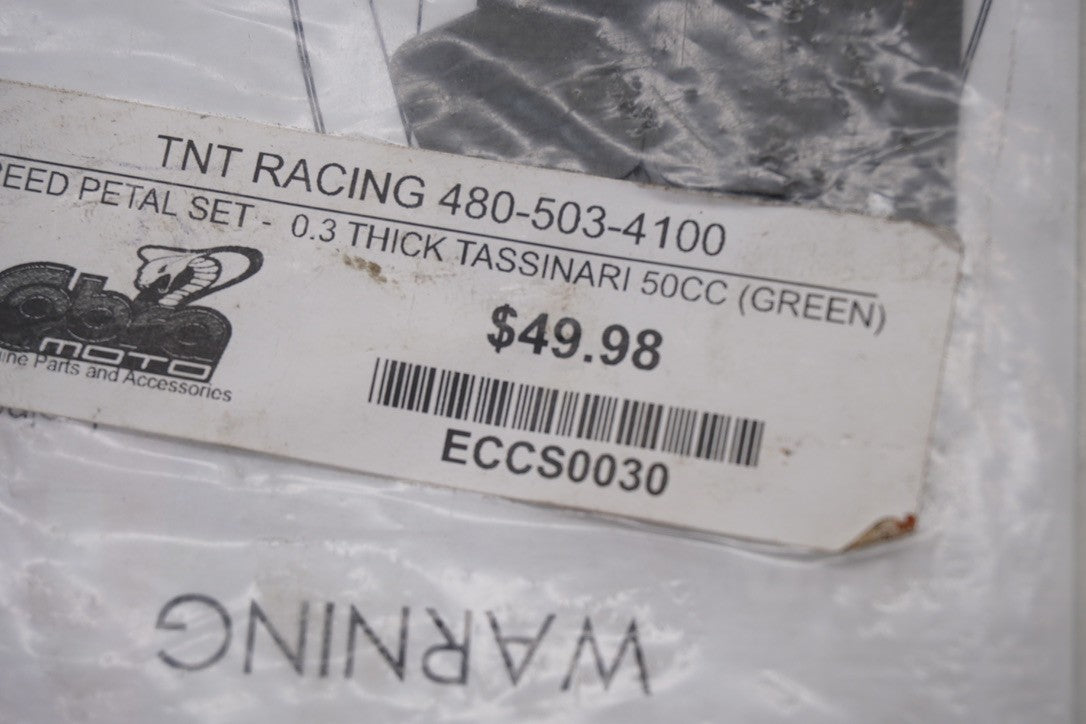 TNT RACING 480-503-4100
EED PETAL SET - 0.3 THICK TASSINARI 50CC (GREEN)
Cobra
MOTO
ine Parts and Accessories
$49.98
ECCS0030
WARNING